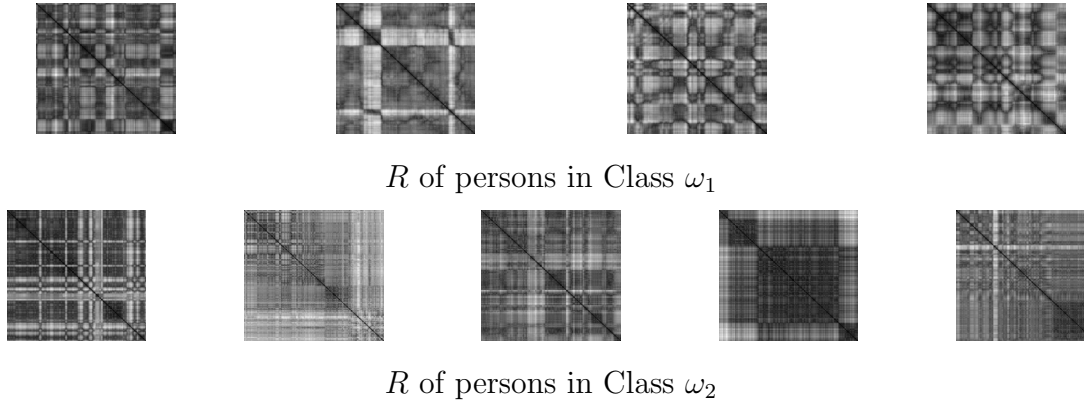 R of persons in Class ω₁
R of persons in Class ω₂